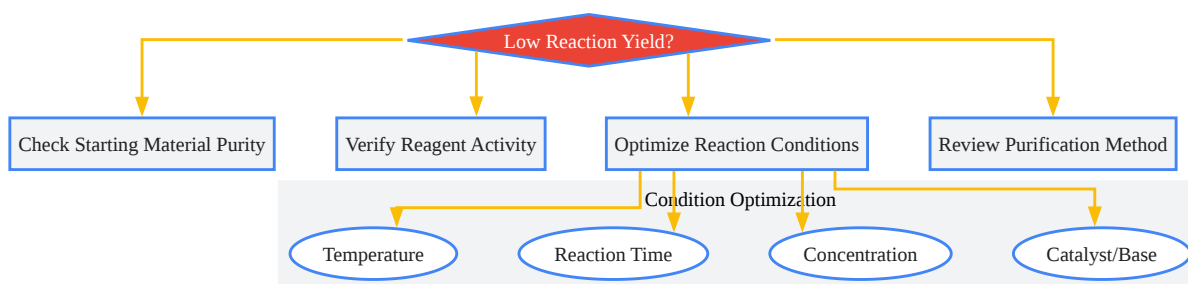 Low Reaction Yield?
Check Starting Material Purity
Verify Reagent Activity
Optimize Reaction Conditions
Review Purification Method
Condition Optimization
Temperature
Reaction Time
Concentration
Catalyst/Base